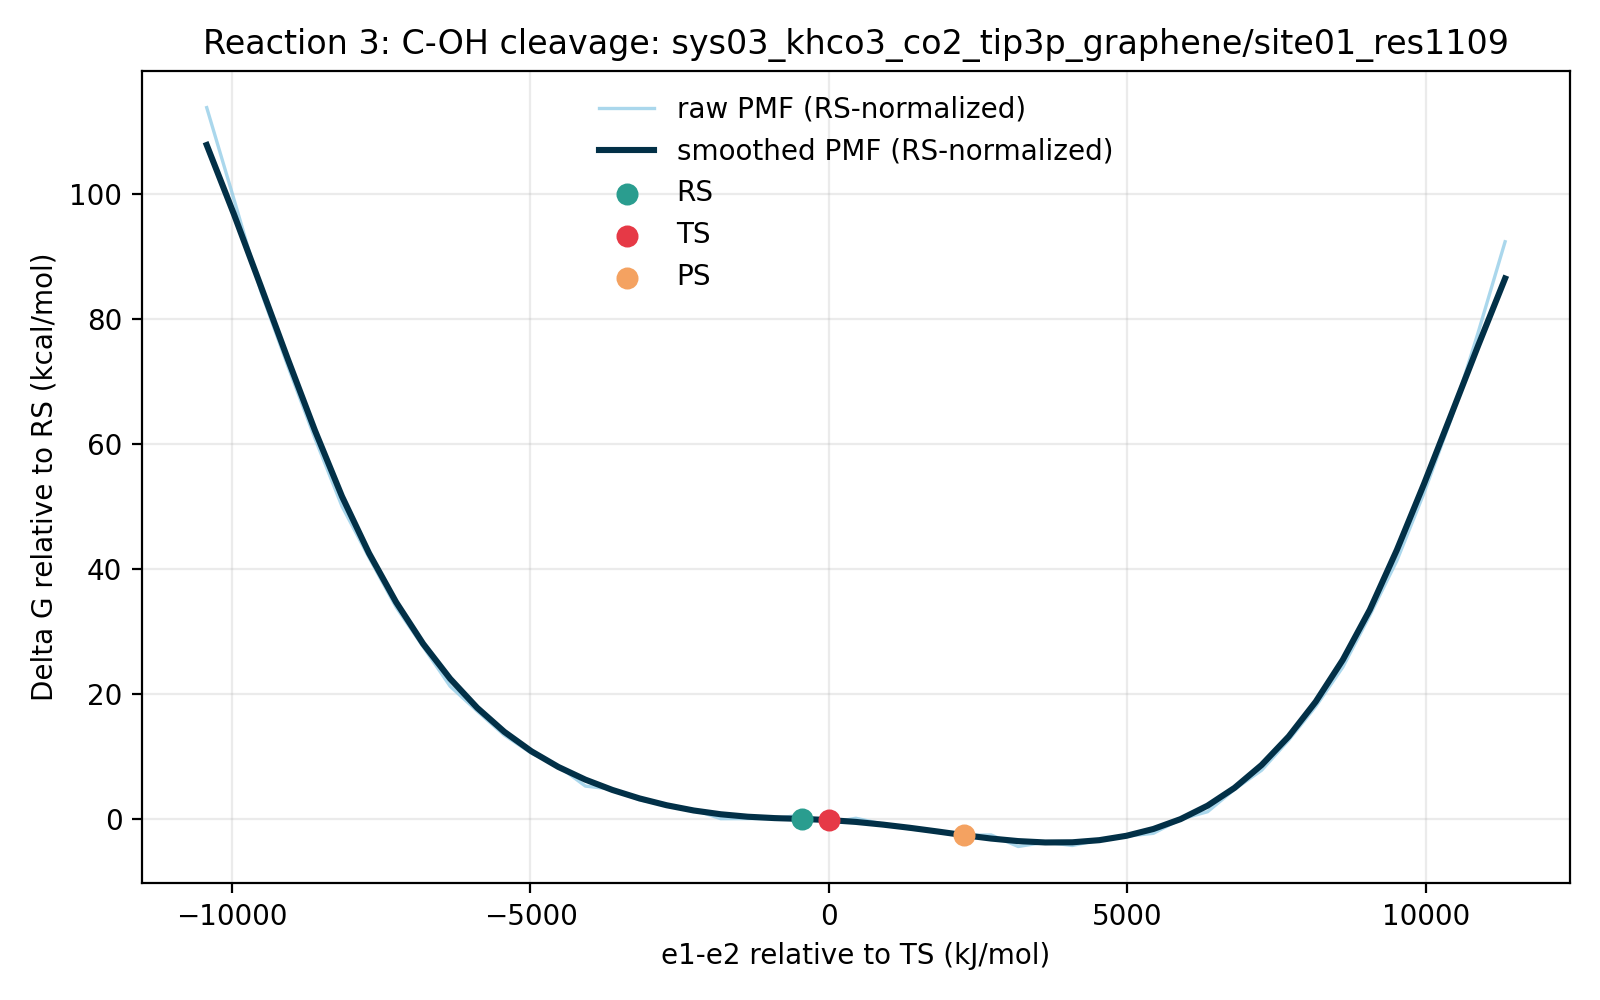 Reaction 3: C-OH cleavage: sys03_khco3_co2_tip3p_graphene/site01_res1109
raw PMF (RS-normalized)
smoothed PMF (RS-normalized)
RS
TS
PS
Delta G relative to RS (kcal/mol)
100
80
60
40
20
0
−10000
−5000
0
5000
10000
e1-e2 relative to TS (kJ/mol)